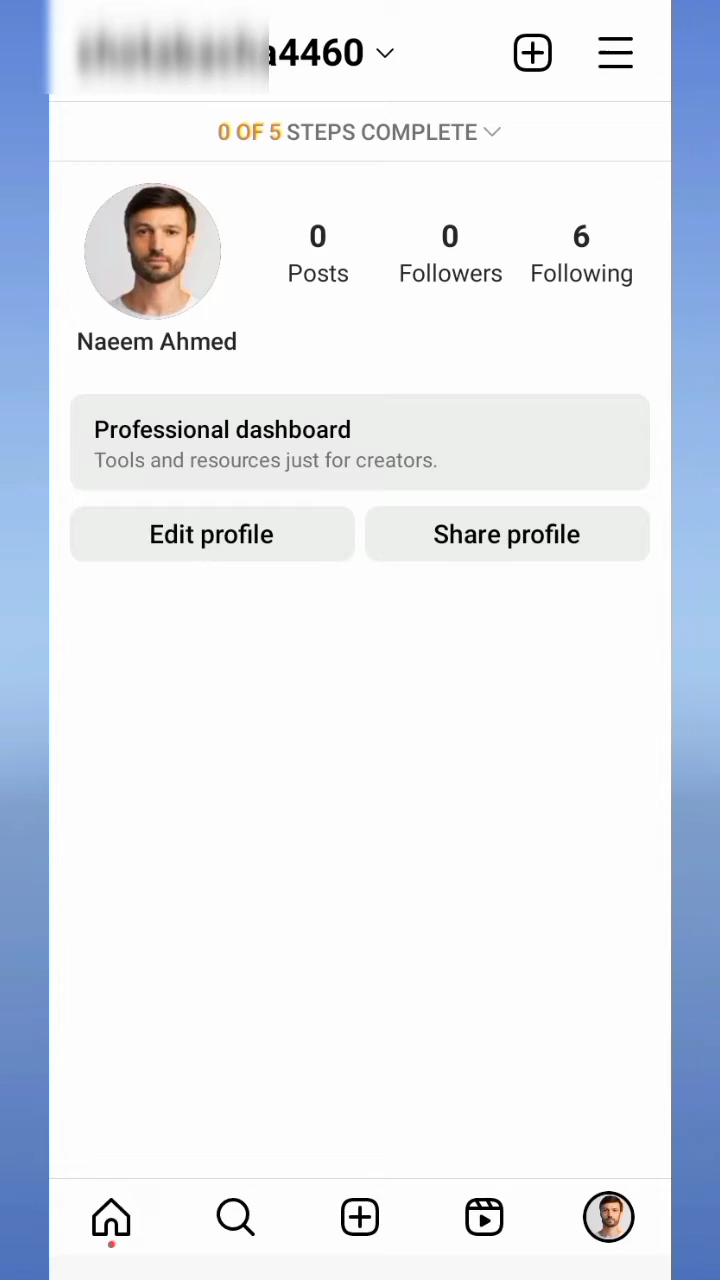 a4460
0 OF 5 STEPS COMPLETE
0 0 6
Posts Followers Following
Naeem Ahmed
Professional dashboard
Tools and resources just for creators.
Edit profile Share profile